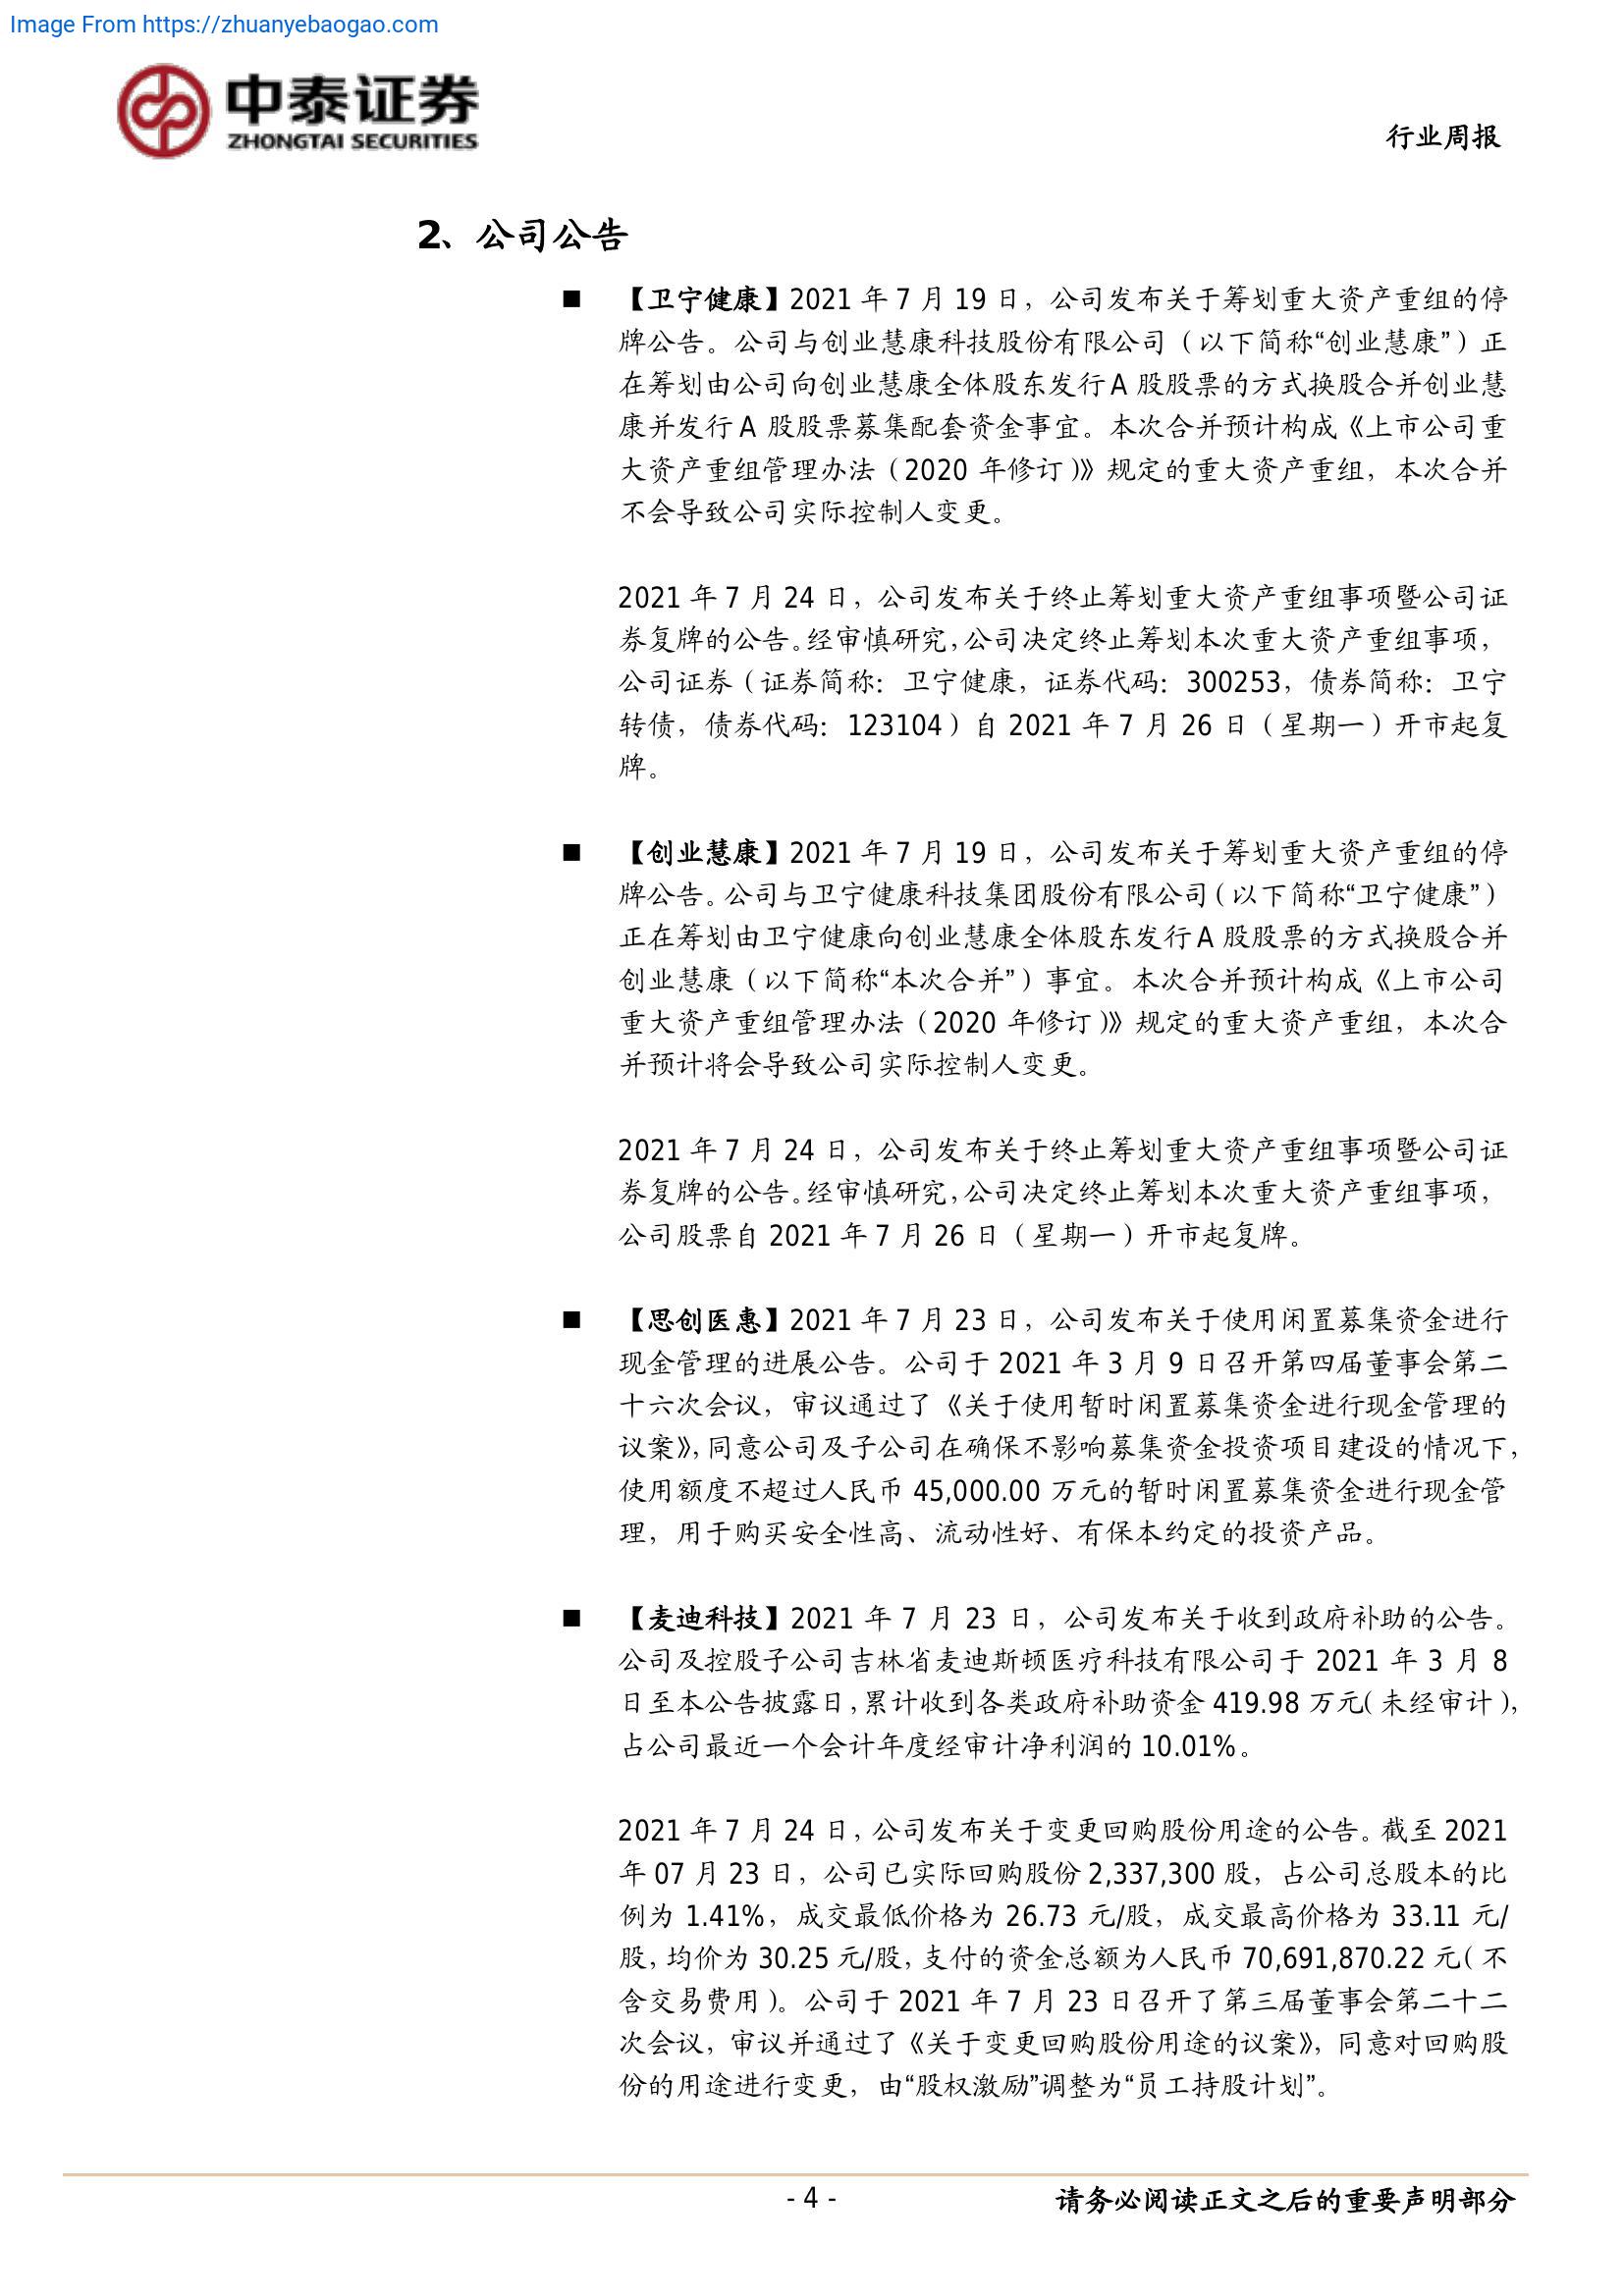 Image From https://zhuanyebaogao.com
中泰证券
ZHONGTAI SECURITIES
行业周报
2、公司公告
■ 【卫宁健康】2021 年 7 月 19 日，公司发布关于筹划重大资产重组的停
牌公告。公司与创业慧康科技股份有限公司（以下简称“创业慧康”）正
在筹划由公司向创业慧康全体股东发行 A 股股票的方式换股合并创业慧
康并发行 A 股股票募集配套资金事宜。本次合并预计构成《上市公司重
大资产重组管理办法（2020 年修订）》规定的重大资产重组，本次合并
不会导致公司实际控制人变更。
2021 年 7 月 24 日，公司发布关于终止筹划重大资产重组事项暨公司证
券复牌的公告。经审慎研究，公司决定终止筹划本次重大资产重组事项，
公司证券（证券简称：卫宁健康，证券代码：300253，债券简称：卫宁
转债，债券代码：123104）自 2021 年 7 月 26 日（星期一）开市起复
牌。
■ 【创业慧康】2021 年 7 月 19 日，公司发布关于筹划重大资产重组的停
牌公告。公司与卫宁健康科技集团股份有限公司（以下简称“卫宁健康”）
正在筹划由卫宁健康向创业慧康全体股东发行 A 股股票的方式换股合并
创业慧康（以下简称“本次合并”）事宜。本次合并预计构成《上市公司
重大资产重组管理办法（2020 年修订）》规定的重大资产重组，本次合
并预计将会导致公司实际控制人变更。
2021 年 7 月 24 日，公司发布关于终止筹划重大资产重组事项暨公司证
券复牌的公告。经审慎研究，公司决定终止筹划本次重大资产重组事项，
公司股票自 2021 年 7 月 26 日（星期一）开市起复牌。
■ 【思创医惠】2021 年 7 月 23 日，公司发布关于使用闲置募集资金进行
现金管理的进展公告。公司于 2021 年 3 月 9 日召开第四届董事会第二
十六次会议，审议通过了《关于使用暂时闲置募集资金进行现金管理的
议案》，同意公司及子公司在确保不影响募集资金投资项目建设的情况下，
使用额度不超过人民币 45,000.00 万元的暂时闲置募集资金进行现金管
理，用于购买安全性高、流动性好、有保本约定的投资产品。
■ 【麦迪科技】2021 年 7 月 23 日，公司发布关于收到政府补助的公告。
公司及控股子公司吉林省麦迪斯顿医疗科技有限公司于 2021 年 3 月 8
日至本公告披露日，累计收到各类政府补助资金 419.98 万元（未经审计），
占公司最近一个会计年度经审计净利润的 10.01%。
2021 年 7 月 24 日，公司发布关于变更回购股份用途的公告。截至 2021
年 07 月 23 日，公司已实际回购股份 2,337,300 股，占公司总股本的比
例为 1.41%，成交最低价格为 26.73 元/股，成交最高价格为 33.11 元/
股，均价为 30.25 元/股，支付的资金总额为人民币 70,691,870.22 元（不
含交易费用）。公司于 2021 年 7 月 23 日召开了第三届董事会第二十二
次会议，审议并通过了《关于变更回购股份用途的议案》，同意对回购股
份的用途进行变更，由“股权激励”调整为“员工持股计划”。
- 4 -
请务必阅读正文之后的重要声明部分